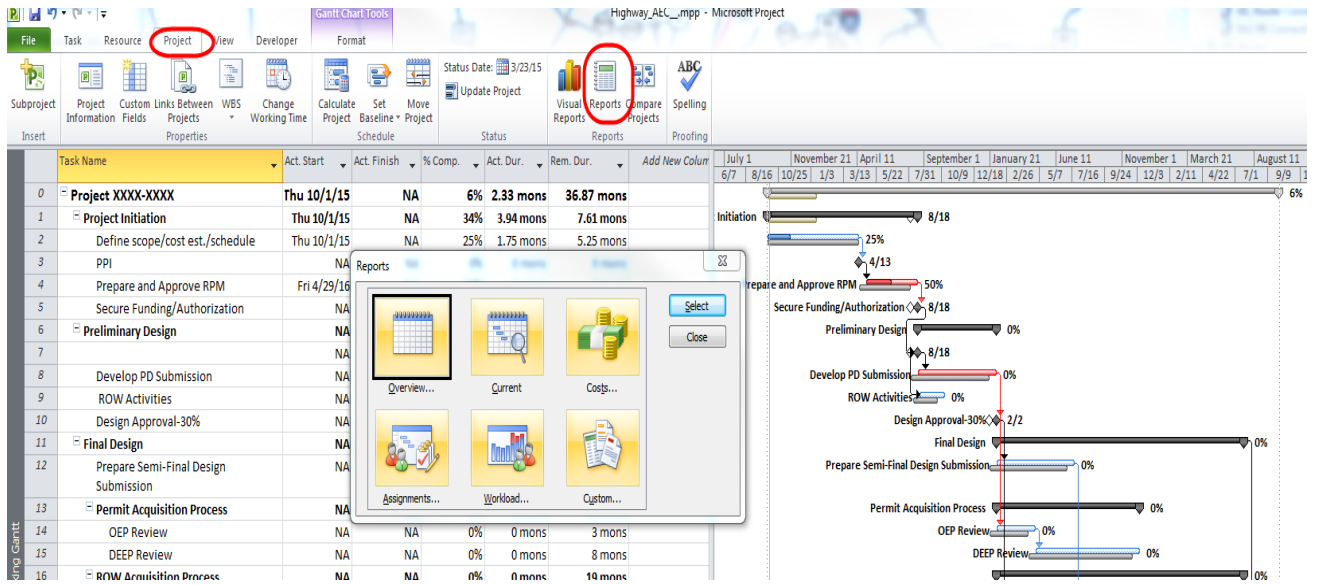 Gantt Chart Tools
Highway_AEC__.mpp - Microsoft Project
File Task Resource Project View Developer Format
Status Date: 3/23/15
Update Project
Subproject
Project Information
Custom Fields
Links Between Projects
WBS
Change Working Time
Calculate Project
Set Baseline
Move Project
Visual Reports
Reports
Compare Projects
ABC
Spelling
Insert Properties Schedule Status Reports Proofing
Task Name Act. Start Act. Finish % Comp. Act. Dur. Rem. Dur. Add New Colum
July 1 November 21 April 11 September 1 January 21 June 11 November 1 March 21 August 11
6/7 8/16 10/25 1/3 3/13 5/22 7/31 10/9 12/18 2/26 5/7 7/16 9/24 12/3 2/11 4/22 7/1 9/9
0 Project XXXX-XXXX Thu 10/1/15 NA 6% 2.33 mons 36.87 mons 6%
1 Project Initiation Thu 10/1/15 NA 34% 3.94 mons 7.61 mons Initiation 8/18
2 Define scope/cost est./schedule Thu 10/1/15 NA 25% 1.75 mons 5.25 mons 25%
3 PPI NA 4/13
4 Prepare and Approve RPM Fri 4/29/16 repare and Approve RPM 50%
5 Secure Funding/Authorization NA Secure Funding/Authorization 8/18
6 Preliminary Design NA Preliminary Design 0%
7 NA 8/18
8 Develop PD Submission NA Develop PD Submission 0%
9 ROW Activities NA ROW Activities 0%
10 Design Approval-30% NA Design Approval-30% 2/2
11 Final Design NA Final Design 0%
12 Prepare Semi-Final Design Submission NA Prepare Semi-Final Design Submission 0%
13 Permit Acquisition Process NA Permit Acquisition Process 0%
14 OEP Review NA NA 0% 0 mons 3 mons OEP Review 0%
15 DEEP Review NA NA 0% 0 mons 8 mons DEEP Review 0%
16 ROW Acquisition Process NA NA 0% 0 mons 19 mons 0%
Reports
Overview...
Current
Costs...
Assignments...
Workload...
Custom...
Select
Close